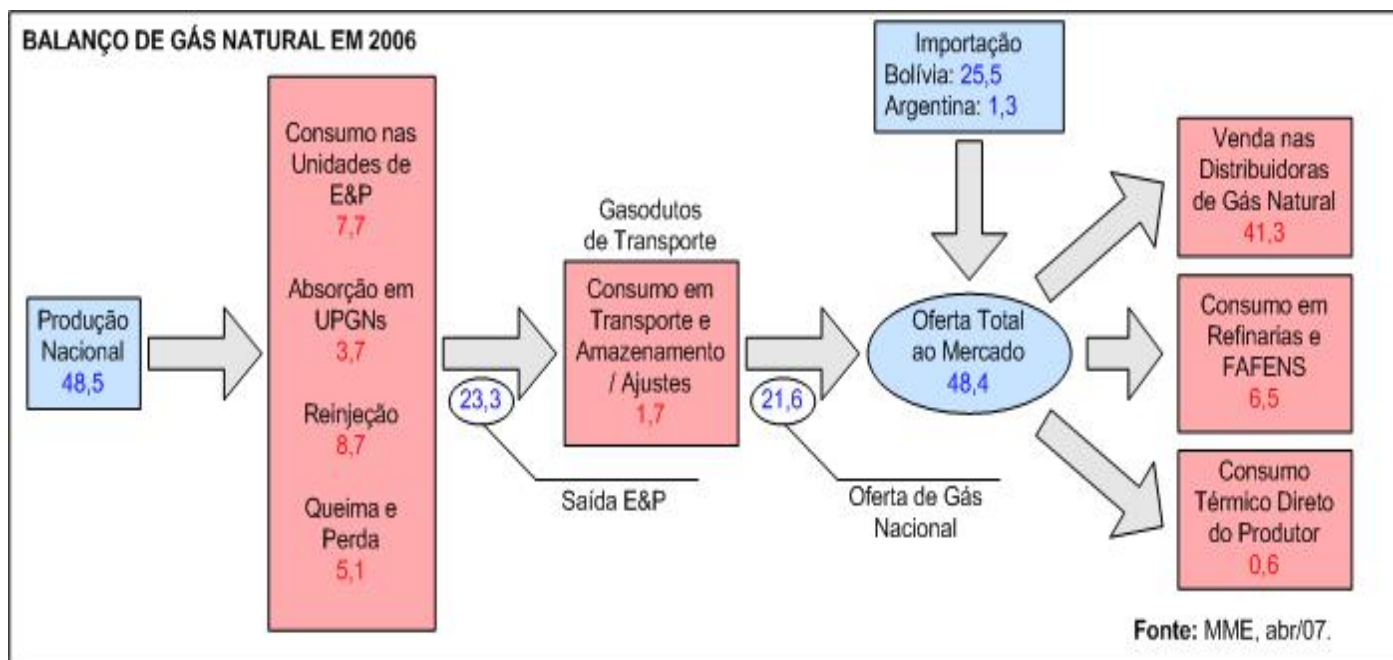 BALANÇO DE GÁS NATURAL EM 2006
Produção
Nacional
48,5
Consumo nas
Unidades de
E&P
7,7
Absorção em
UPGNs
3,7
Reinjeção
8,7
Queima e
Perda
5,1
23,3
Saída E&P
Gasodutos
de Transporte
Consumo em
Transporte e
Amazenamento
/ Ajustes
1,7
21,6
Oferta de Gás
Nacional
Importação
Bolívia: 25,5
Argentina: 1,3
Oferta Total
ao Mercado
48,4
Venda nas
Distribuidoras
de Gás Natural
41,3
Consumo em
Refinarias e
FAFENS
6,5
Consumo
Térmico Direto
do Produtor
0,6
Fonte: MME, abr/07.